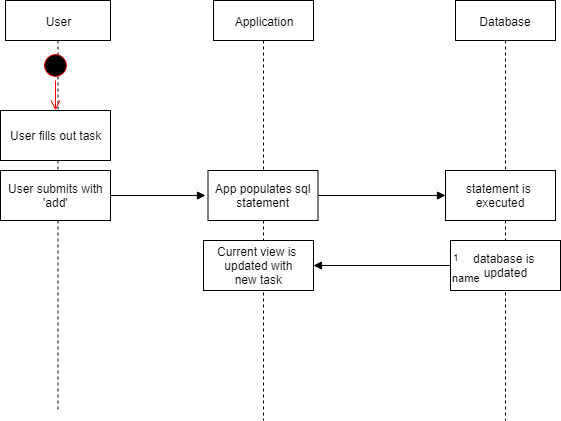 User
Application
Database
User fills out task
User submits with
'add'
App populates sql
statement
statement is
executed
Current view is
updated with
new task
1
database is
updated
name